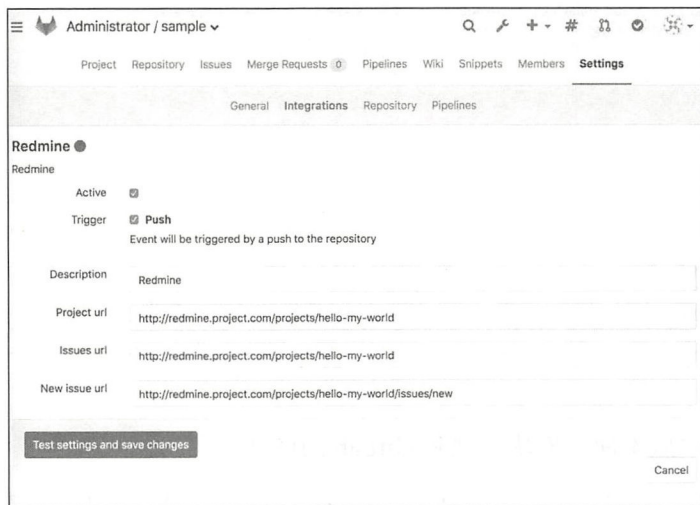 Administrator / sample
Project Repository Issues Merge Requests 0 Pipelines Wiki Snippets Members Settings
General Integrations Repository Pipelines
Redmine
Redmine
Active
Trigger Push
Event will be triggered by a push to the repository
Description Redmine
Project url http://redmine.project.com/projects/hello-my-world
Issues url http://redmine.project.com/projects/hello-my-world
New issue url http://redmine.project.com/projects/hello-my-world/issues/new
Test settings and save changes
Cancel